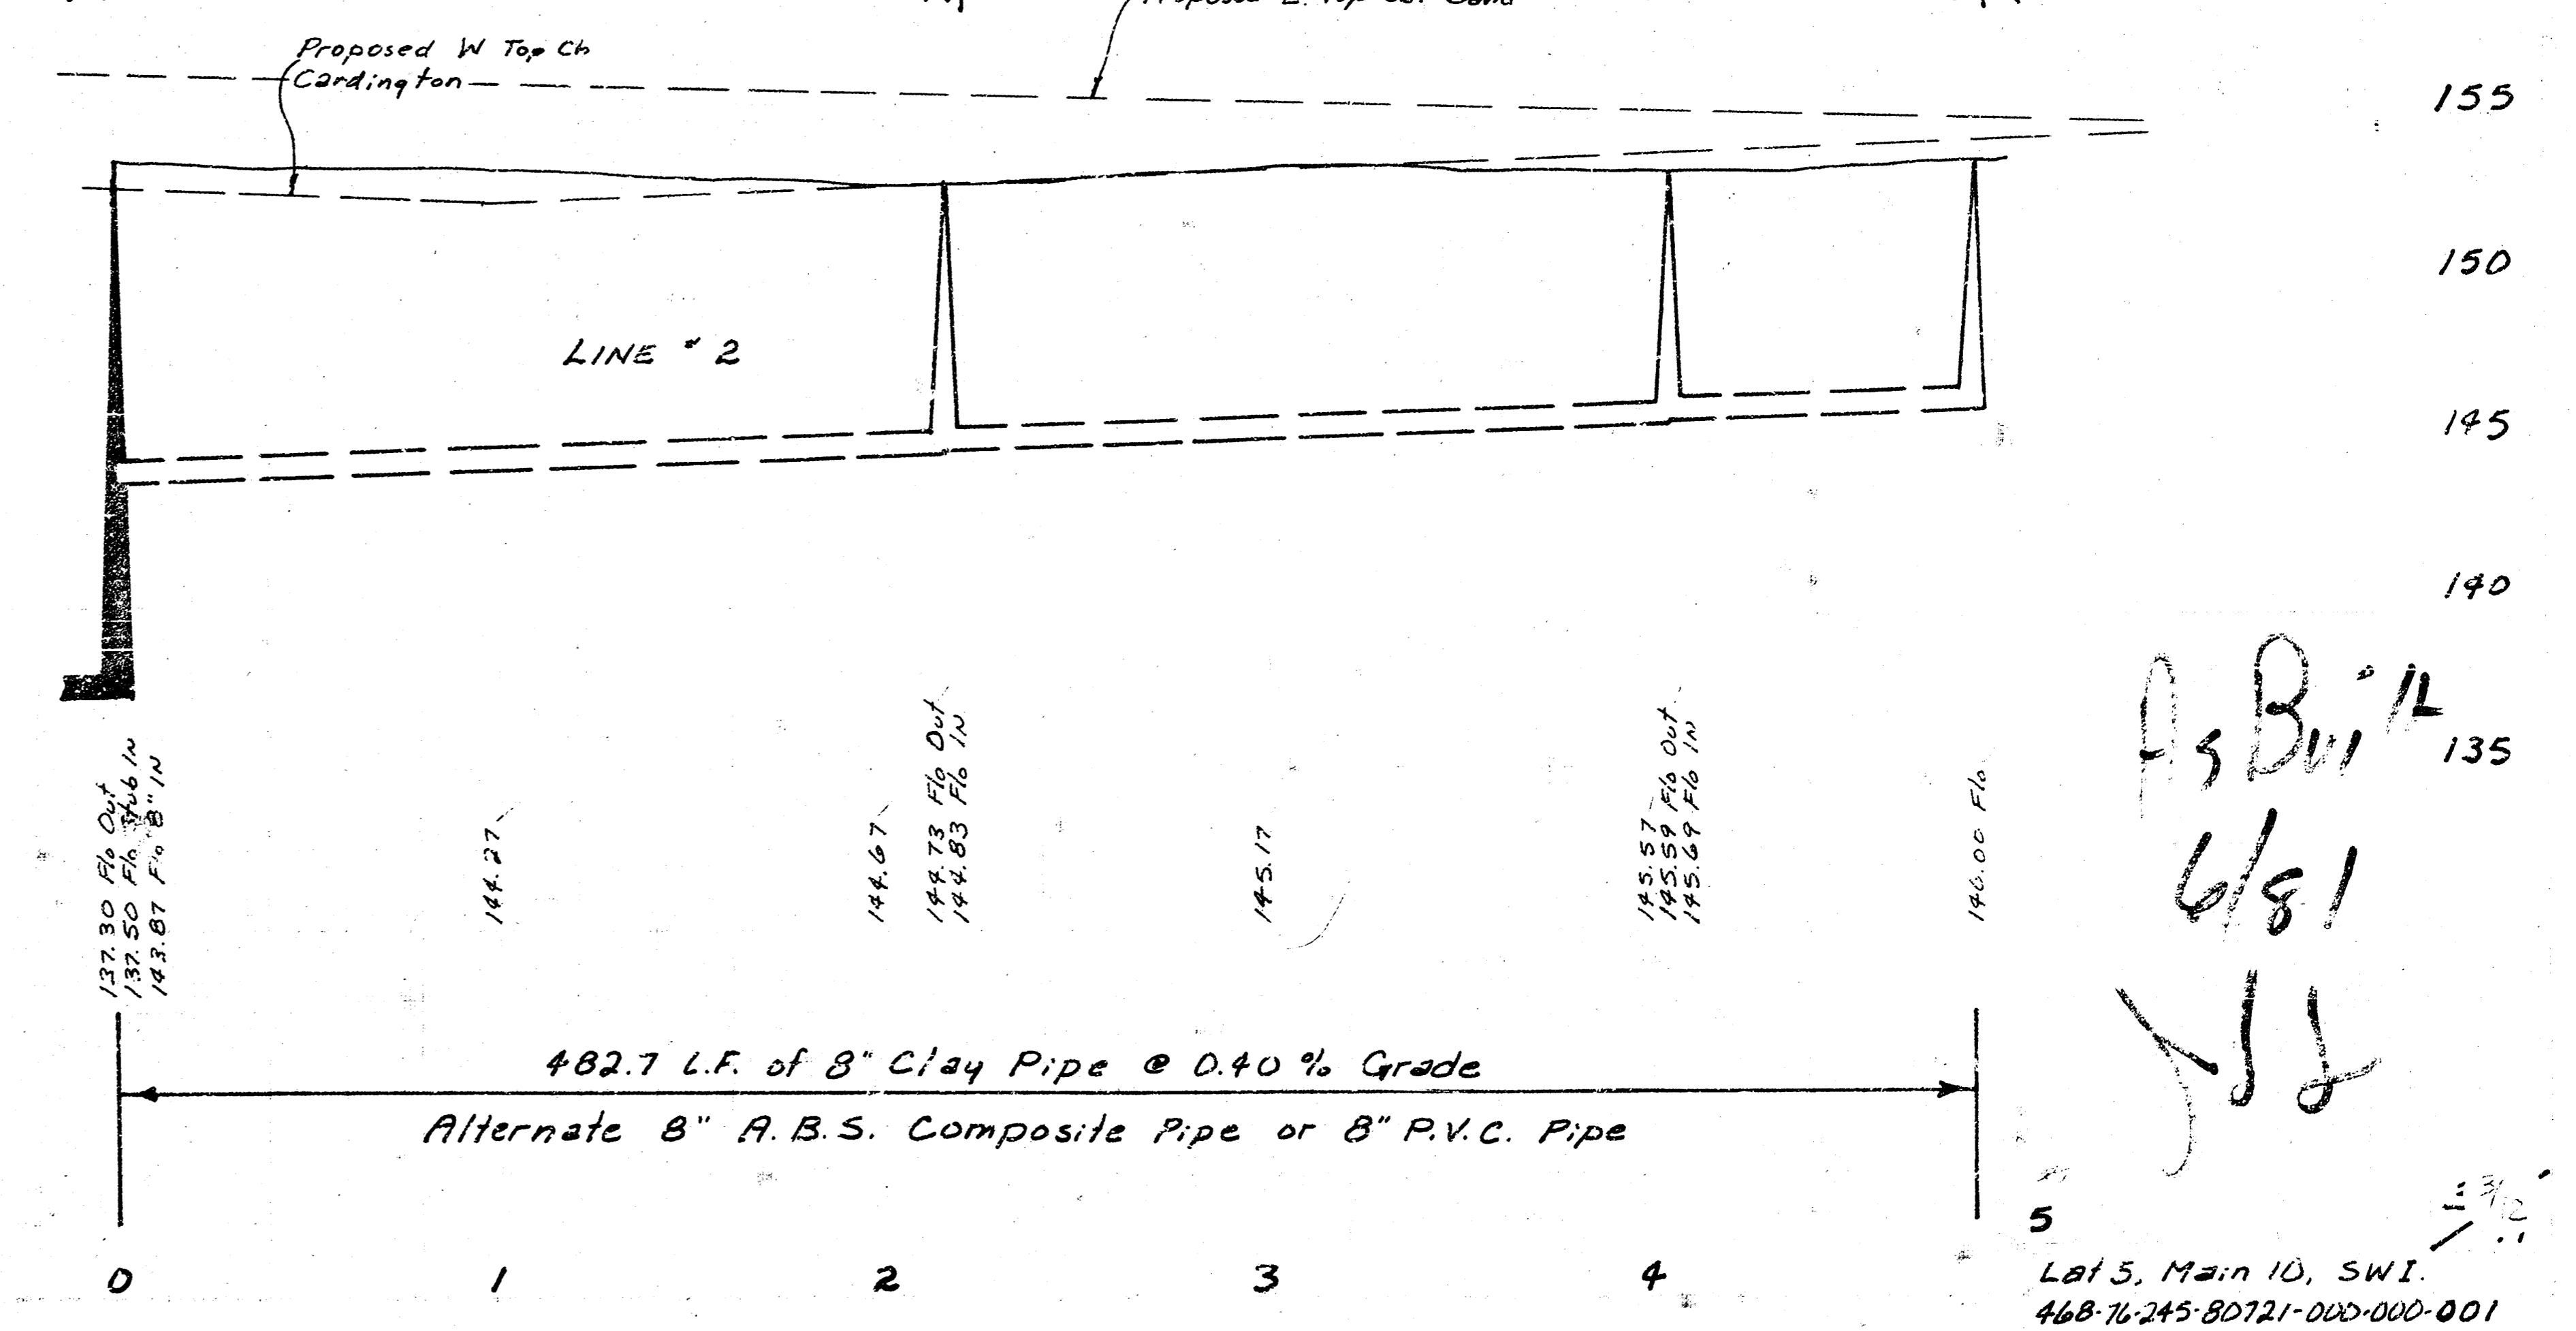 Proposed W Top Ch
Cardington
155
150
LINE # 2
145
140
As Built
135
6/81
137.30 Flo Out
137.50 Flo Stub IN
143.87 Flo 8" IN
144.27
144.67
144.73 Flo Out
144.83 Flo IN
145.17
145.57
145.59 Flo Out
145.69 Flo IN
146.00 Flo
482.7 L.F. of 8" Clay Pipe @ 0.40 % Grade
Alternate 8" A.B.S. Composite Pipe or 8" P.V.C. Pipe
0 1 2 3 4 5
Lat 5, Main 10, SWI.
468-76-245-80721-000-000-001